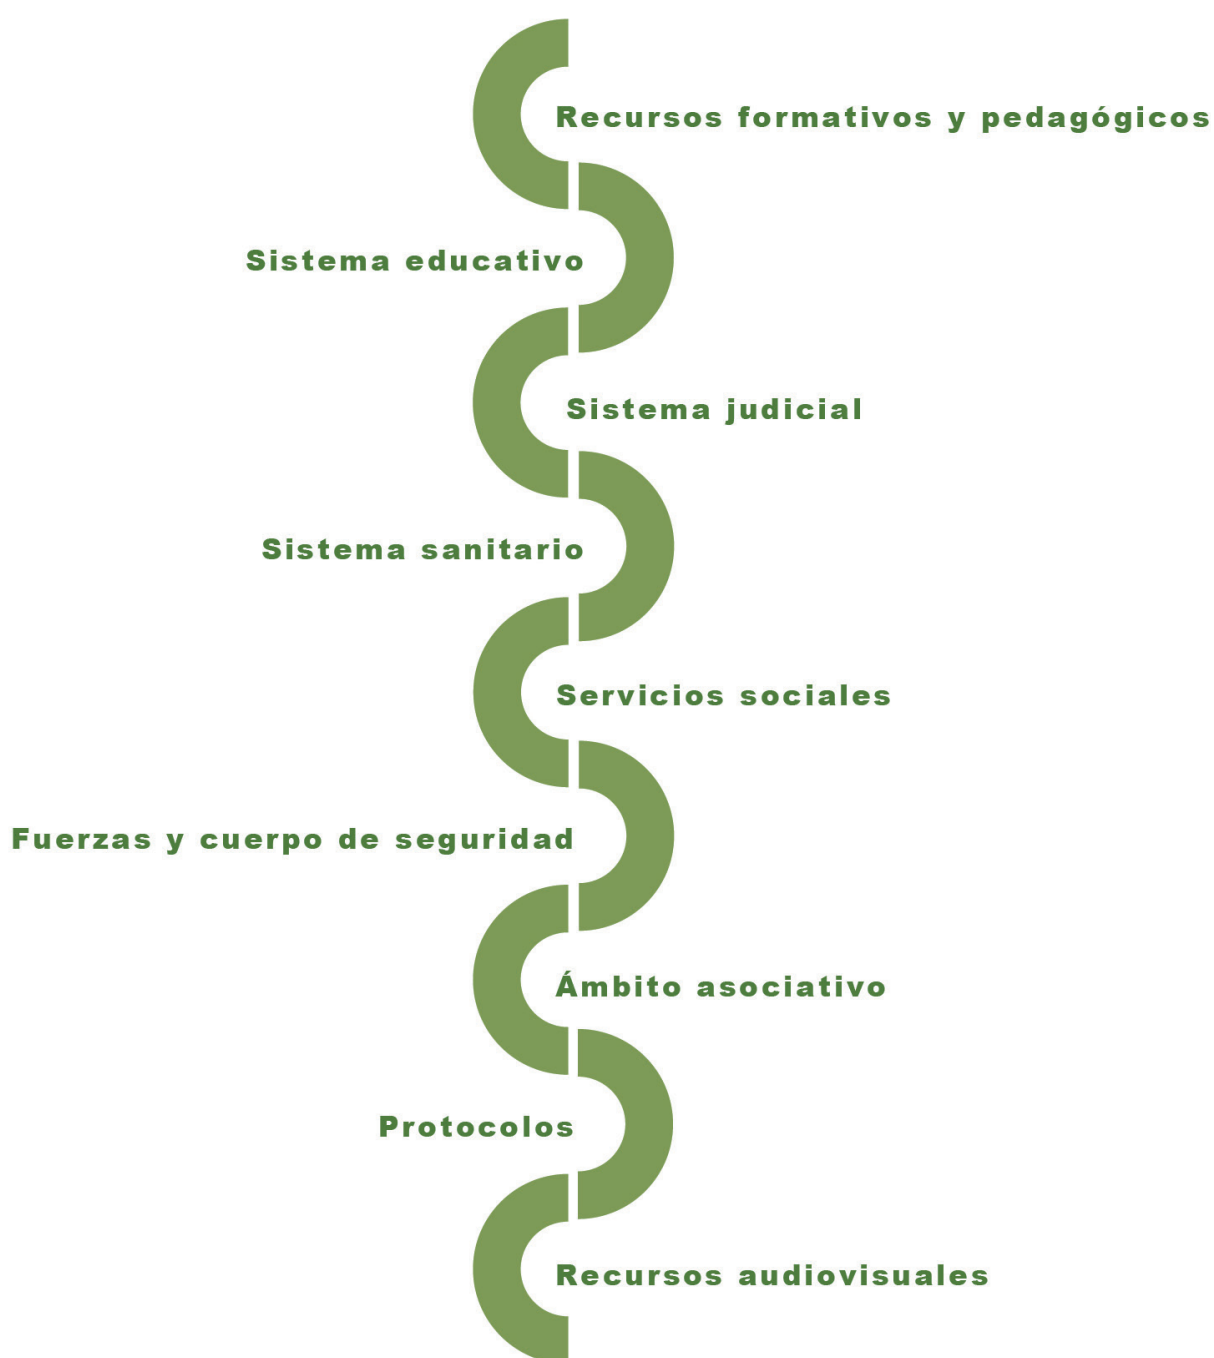 Recursos formativos y pedagógicos
Sistema educativo
Sistema judicial
Sistema sanitario
Servicios sociales
Fuerzas y cuerpo de seguridad
Ámbito asociativo
Protocolos
Recursos audiovisuales